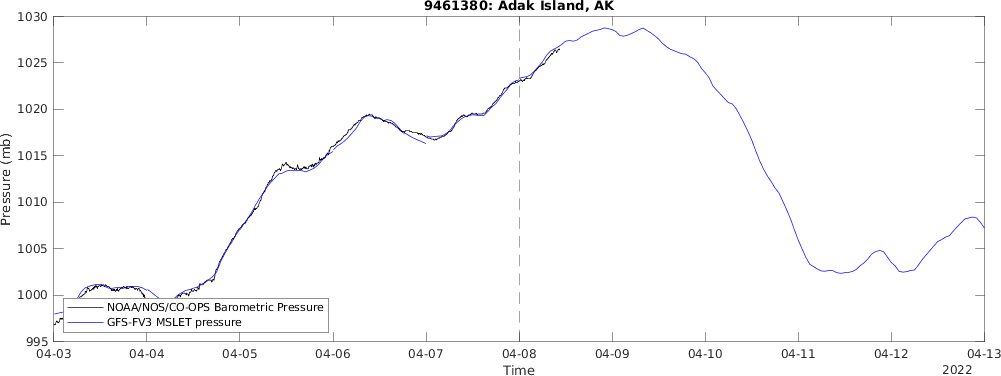 9461380: Adak Island, AK
Pressure (mb)
1030
1025
1020
1015
1010
1005
1000
995
NOAA/NOS/CO-OPS Barometric Pressure
GFS-FV3 MSLET pressure
04-03 04-04 04-05 04-06 04-07 04-08 04-09 04-10 04-11 04-12 04-13
Time
2022